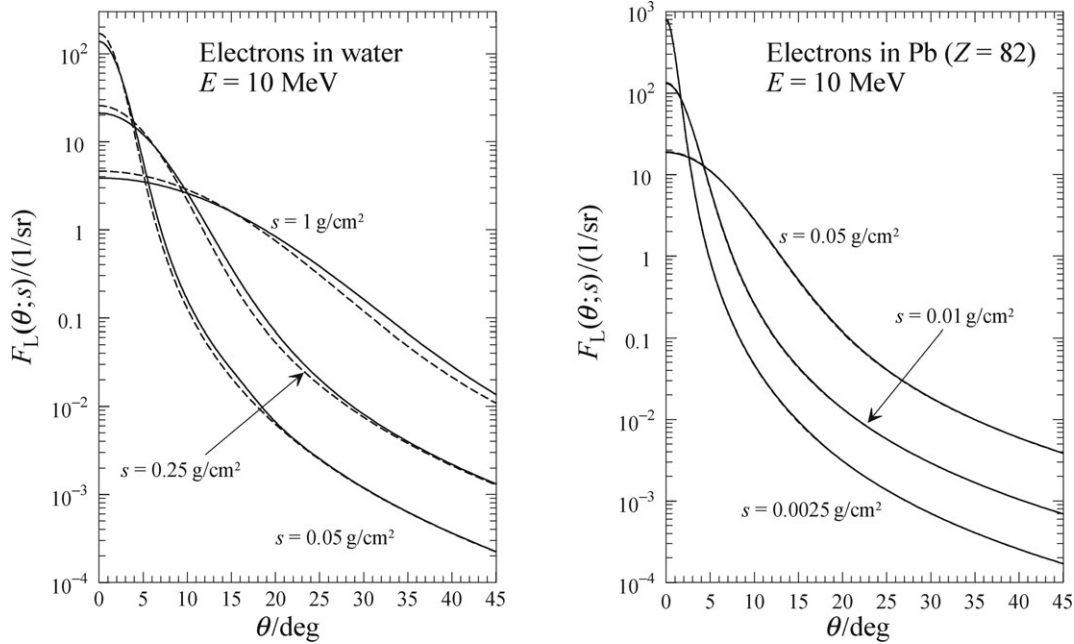 Electrons in water
E = 10 MeV
F_L(θ;s)/(1/sr)
10²
10
1
0.1
10⁻²
10⁻³
10⁻⁴
s = 1 g/cm²
s = 0.25 g/cm²
s = 0.05 g/cm²
0 5 10 15 20 25 30 35 40 45
θ/deg
Electrons in Pb (Z = 82)
E = 10 MeV
F_L(θ;s)/(1/sr)
10³
10²
10
1
0.1
10⁻²
10⁻³
10⁻⁴
s = 0.05 g/cm²
s = 0.01 g/cm²
s = 0.0025 g/cm²
0 5 10 15 20 25 30 35 40 45
θ/deg